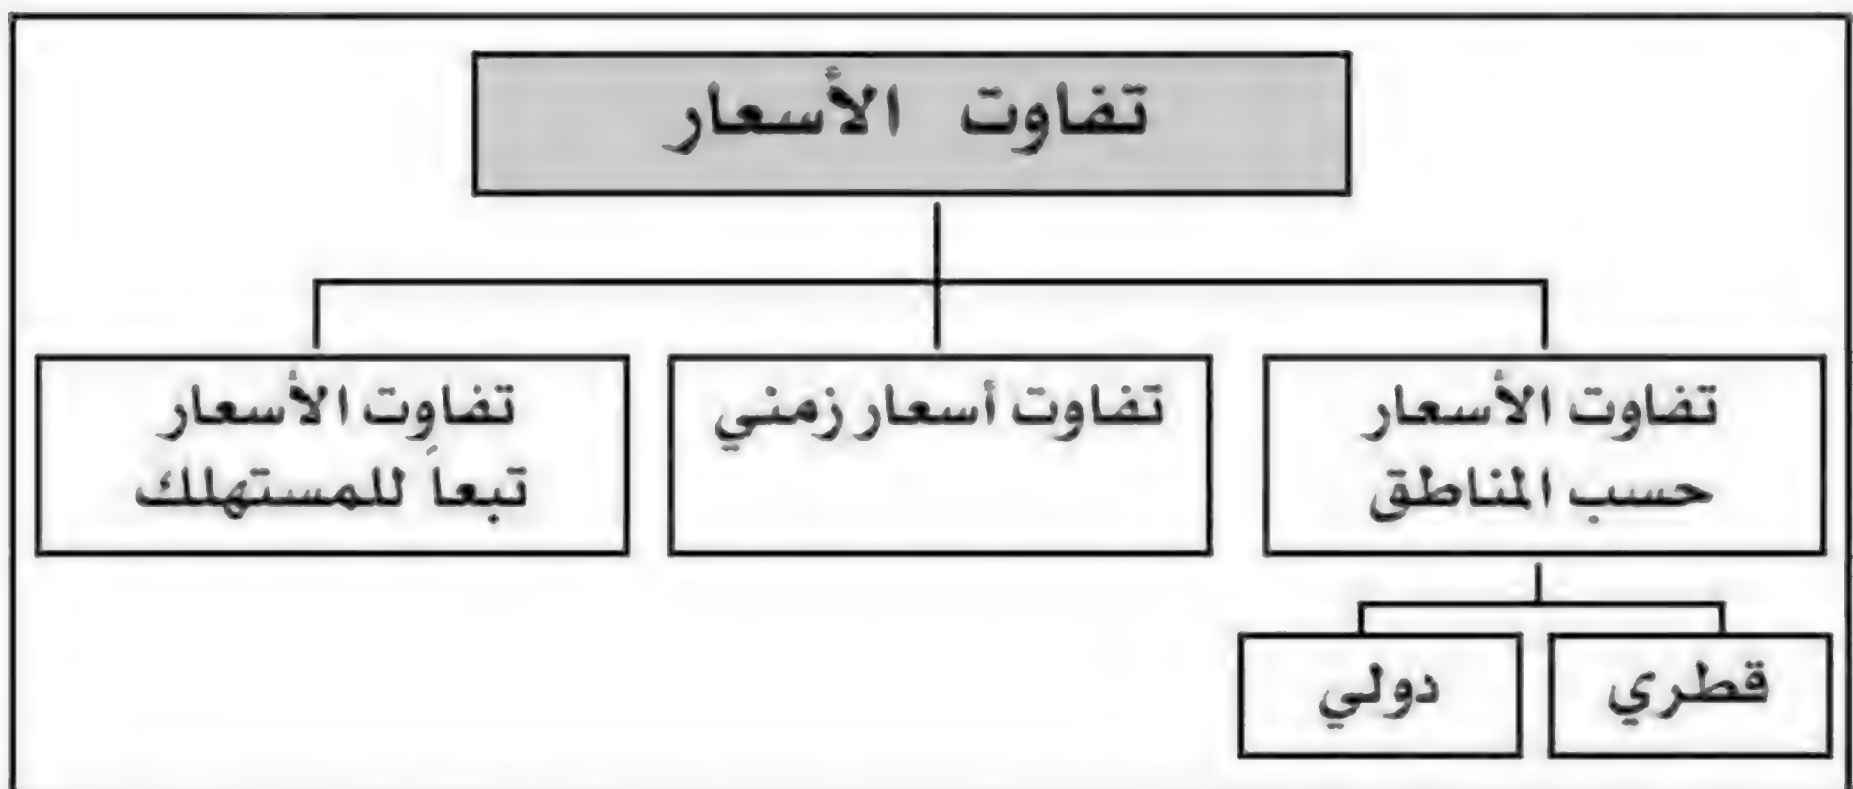 تفاوت الأسعار
تفاوت الأسعار
حسب المناطق
تفاوت أسعار زمني
تفاوت الأسعار
تبعاً للمستهلك
قطري
دولي